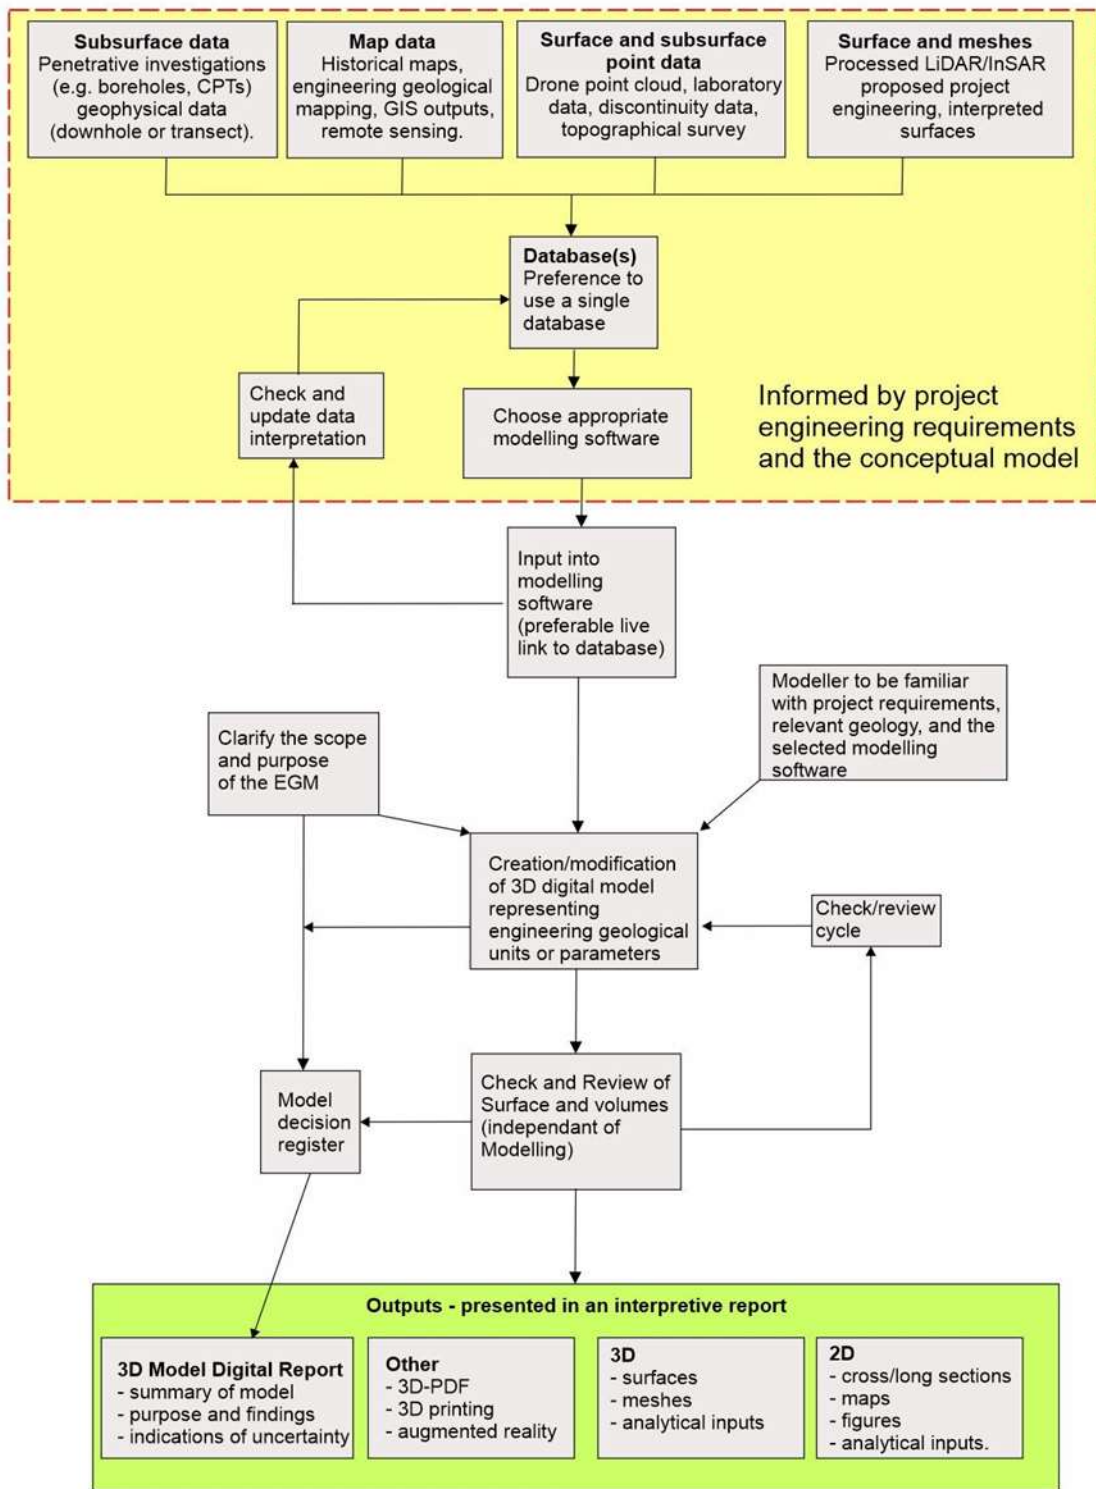 Subsurface data
Penetrative investigations
(e.g. boreholes, CPTs)
geophysical data
(downhole or transect).
Map data
Historical maps,
engineering geological
mapping, GIS outputs,
remote sensing.
Surface and subsurface
point data
Drone point cloud, laboratory
data, discontinuity data,
topographical survey
Surface and meshes
Processed LiDAR/InSAR
proposed project
engineering, interpreted
surfaces
Database(s)
Preference to
use a single
database
Check and
update data
interpretation
Choose appropriate
modelling software
Informed by project
engineering requirements
and the conceptual model
Input into
modelling
software
(preferable live
link to database)
Modeller to be familiar
with project requirements,
relevant geology, and the
selected modelling
software
Clarify the scope
and purpose
of the EGM
Creation/modification
of 3D digital model
representing
engineering geological
units or parameters
Check/review
cycle
Check and Review of
Surface and volumes
(independant of
Modelling)
Model
decision
register
Outputs - presented in an interpretive report
3D Model Digital Report
- summary of model
- purpose and findings
- indications of uncertainty
Other
- 3D-PDF
- 3D printing
- augmented reality
3D
- surfaces
- meshes
- analytical inputs
2D
- cross/long sections
- maps
- figures
- analytical inputs.